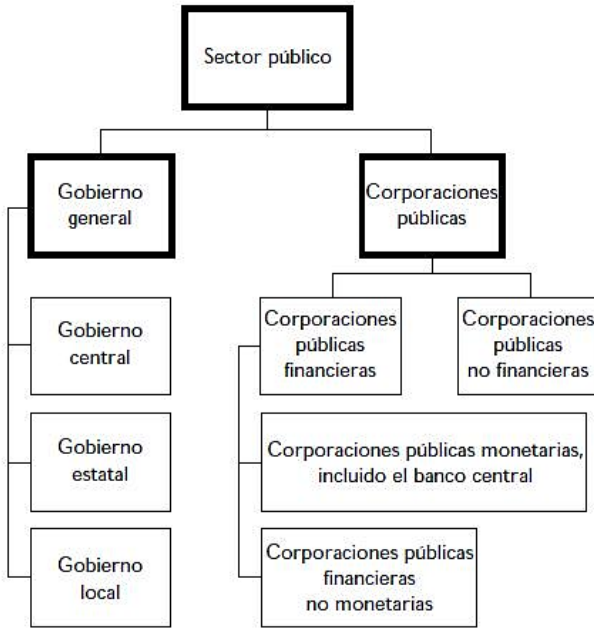 Sector público
Gobierno
general
Corporaciones
públicas
Gobierno
central
Corporaciones
públicas
financieras
Corporaciones
públicas
no financieras
Gobierno
estatal
Corporaciones públicas monetarias,
incluido el banco central
Gobierno
local
Corporaciones públicas
financieras
no monetarias